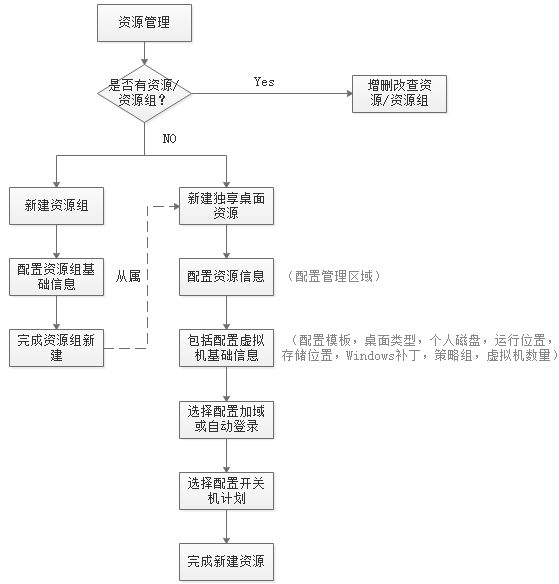 资源管理
是否有资源/
资源组？
Yes
增删改查资
源/资源组
NO
新建资源组
新建独享桌面
资源
配置资源组基
础信息
从属
配置资源信息
（配置管理区域）
完成资源组新
建
包括配置虚拟
机基础信息
（配置模板，桌面类型，个人磁盘，运行位置，
存储位置，Windows补丁，策略组，虚拟机数量）
选择配置加域
或自动登录
选择配置开关
机计划
完成新建资源